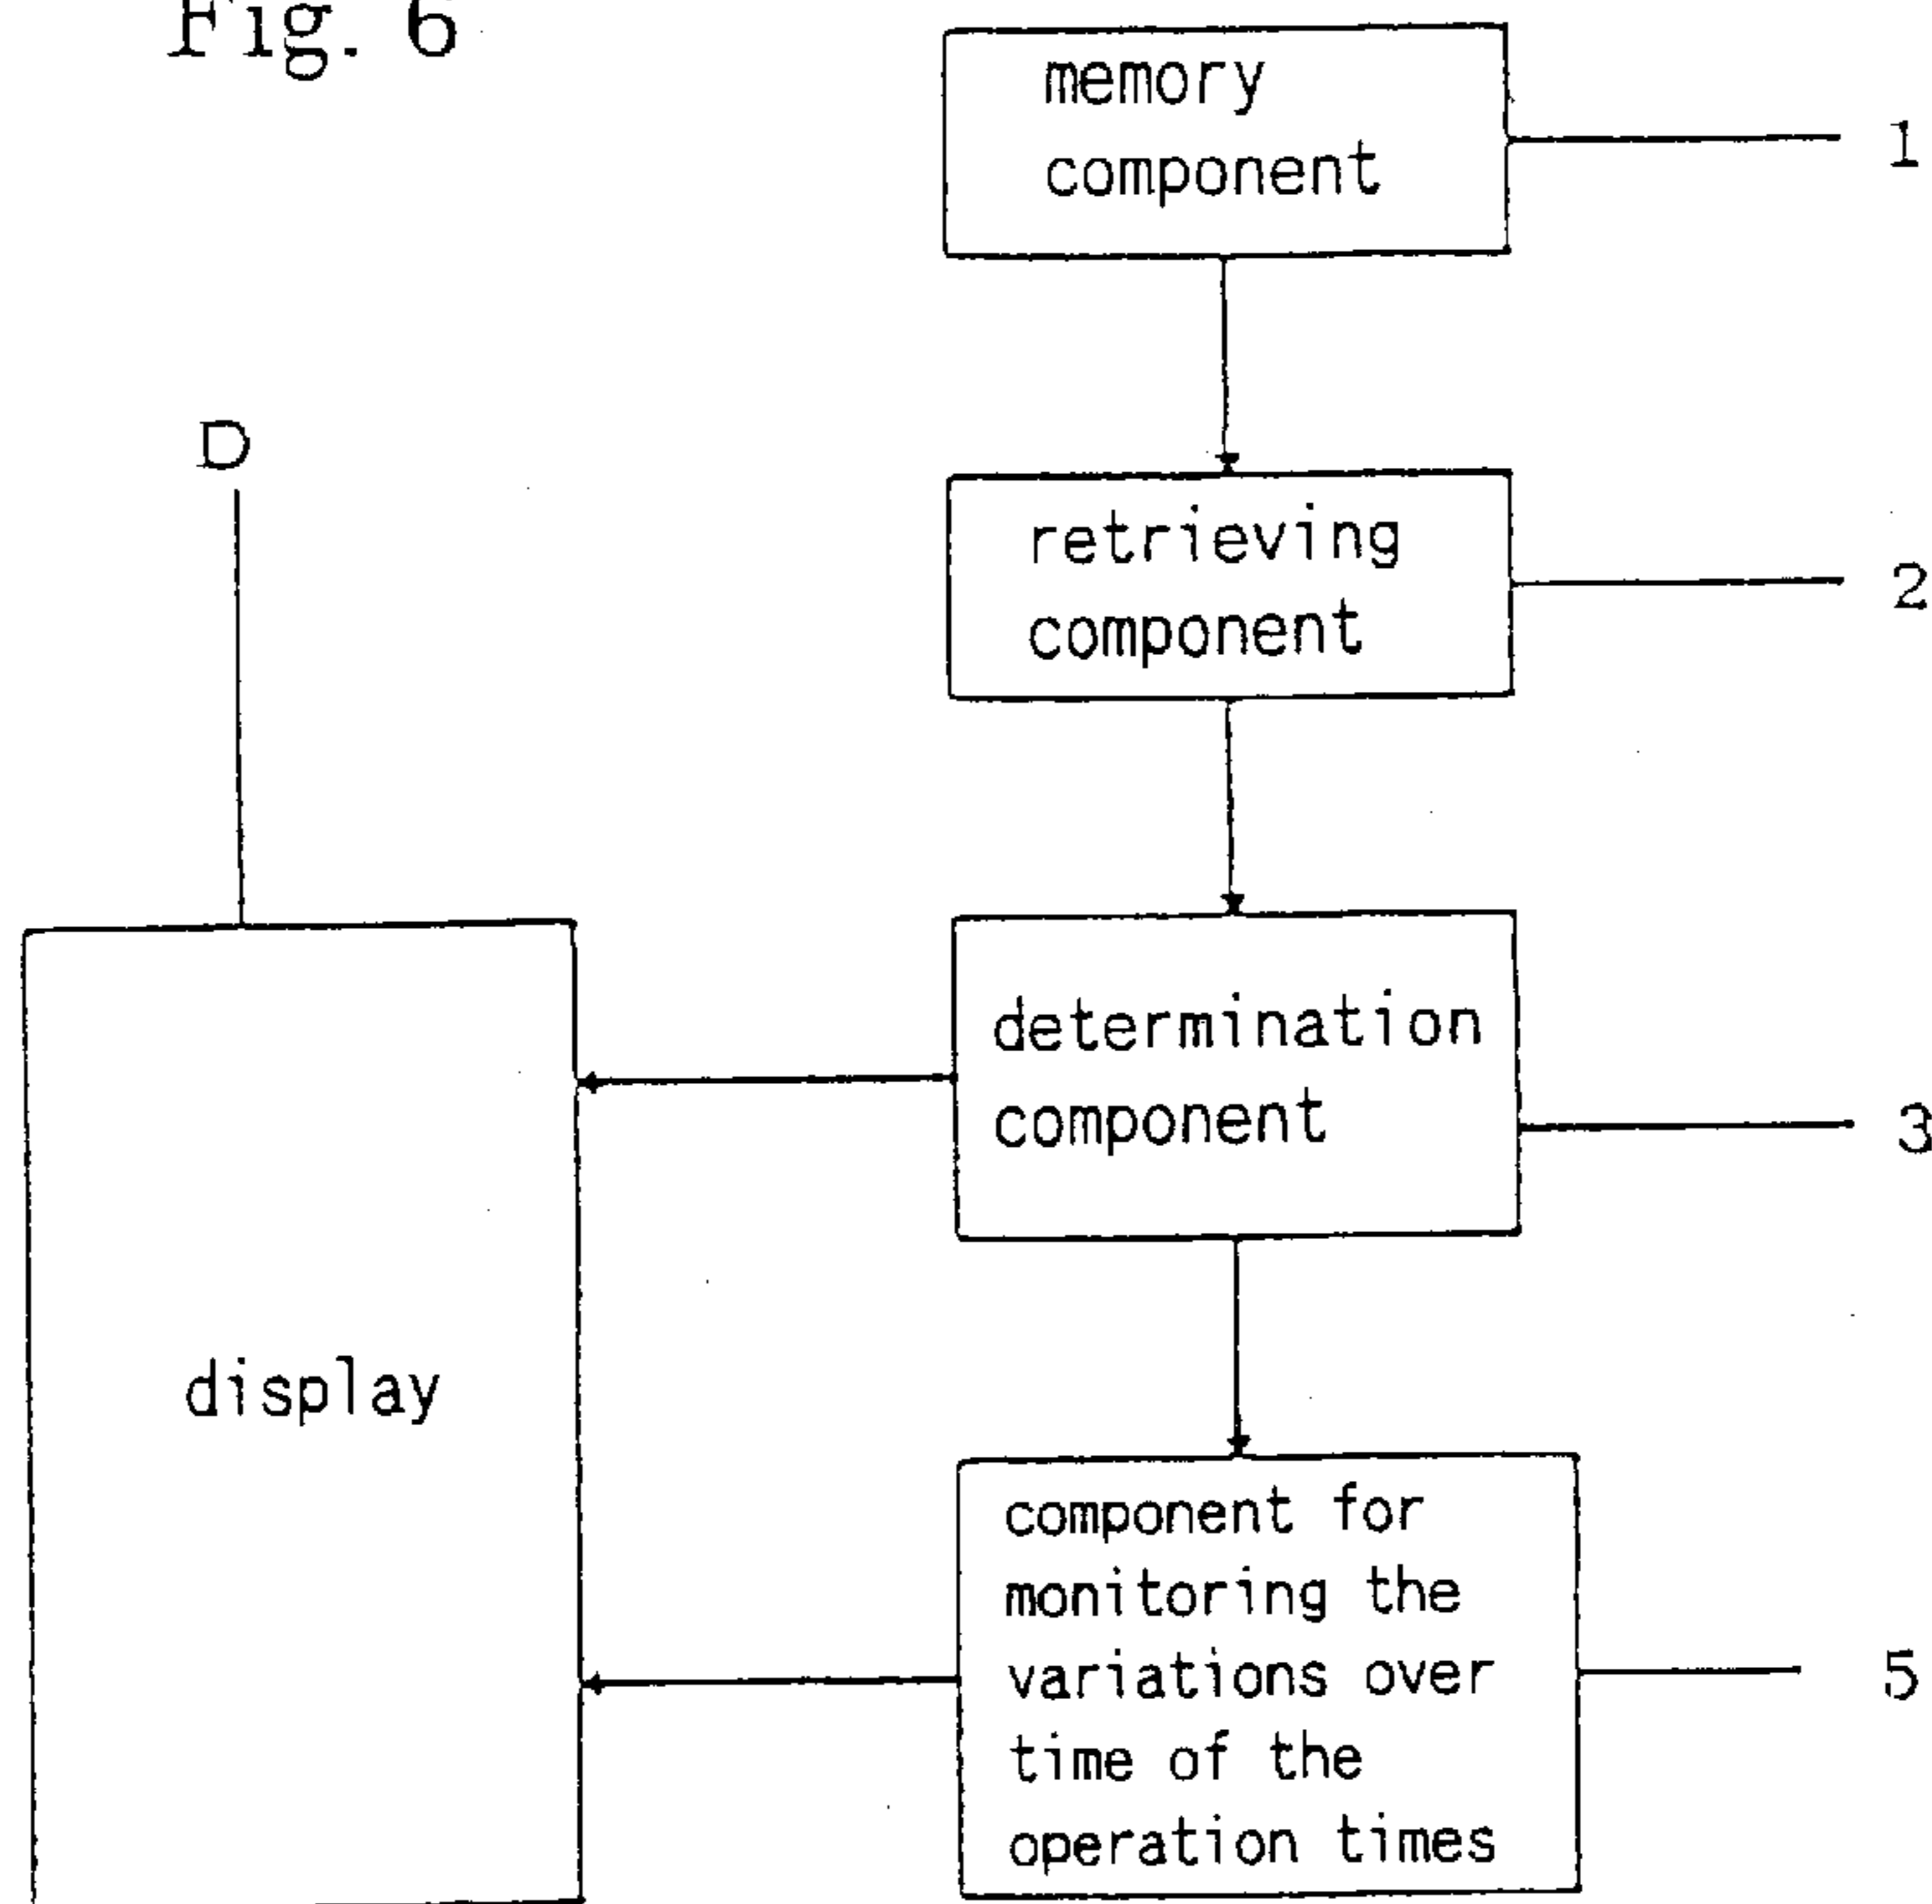 Fig. 6
memory
component
1
D
retrieving
component
2
determination
component
3
display
component for
monitoring the
variations over
time of the
operation times
5